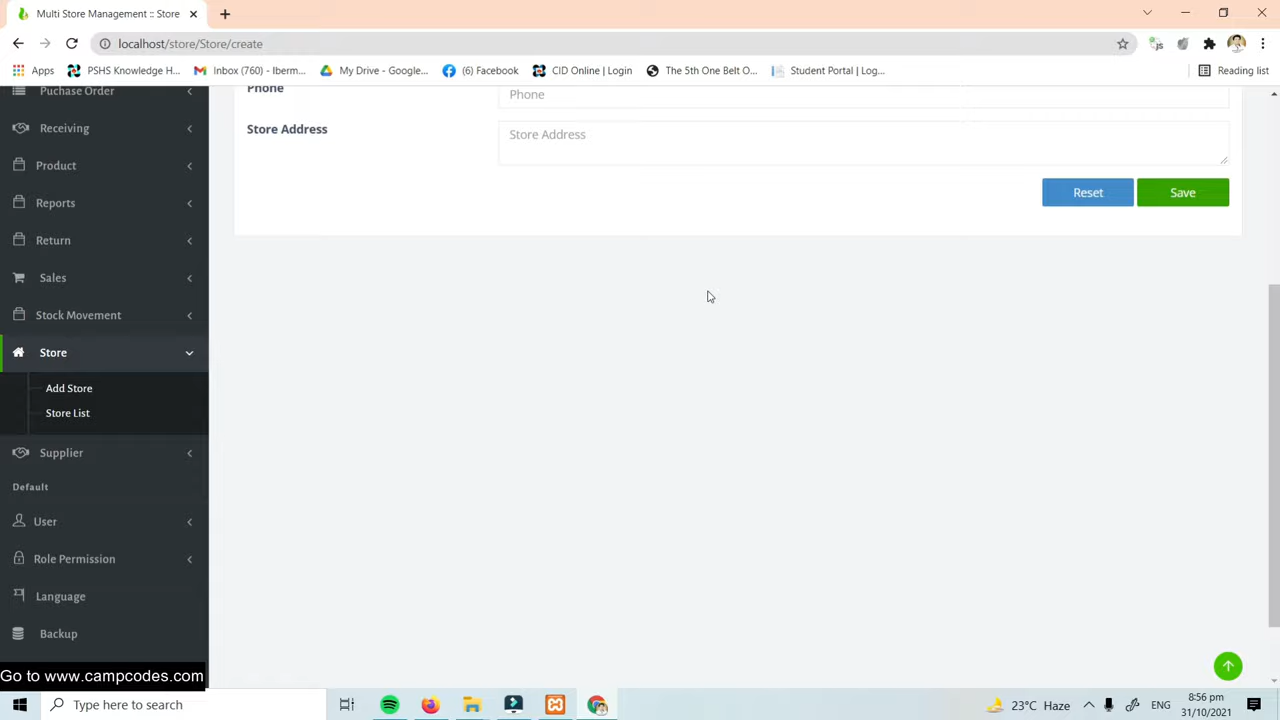 Multi Store Management :: Store
localhost/store/Store/create
Apps
PSHS Knowledge H...
Inbox (760) - Iberm...
My Drive - Google...
(6) Facebook
CID Online | Login
The 5th One Belt O...
Student Portal | Log...
Reading list
Puchase Order
Receiving
Product
Reports
Return
Sales
Stock Movement
Store
Add Store
Store List
Supplier
Default
User
Role Permission
Language
Backup
Phone
Phone
Store Address
Store Address
Reset
Save
Go to www.campcodes.com
Type here to search
23°C Haze
ENG
8:56 pm
31/10/2021